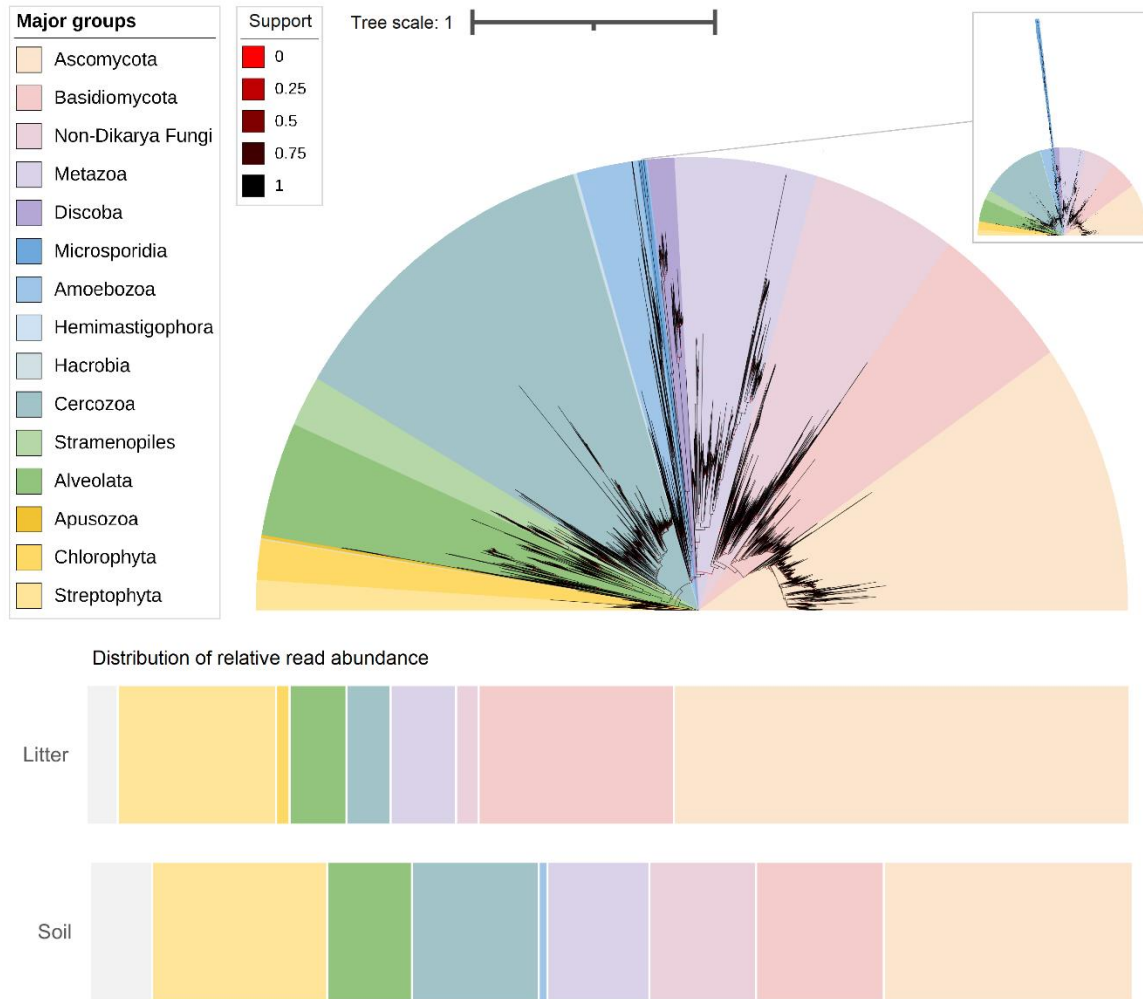 Major groups
Ascomycota
Basidiomycota
Non-Dikarya Fungi
Metazoa
Discoba
Microsporidia
Amoebozoa
Hemimastigophora
Hacrobia
Cercozoa
Stramenopiles
Alveolata
Apusozoa
Chlorophyta
Streptophyta
Support
0
0.25
0.5
0.75
1
Tree scale: 1
Distribution of relative read abundance
Litter
Soil